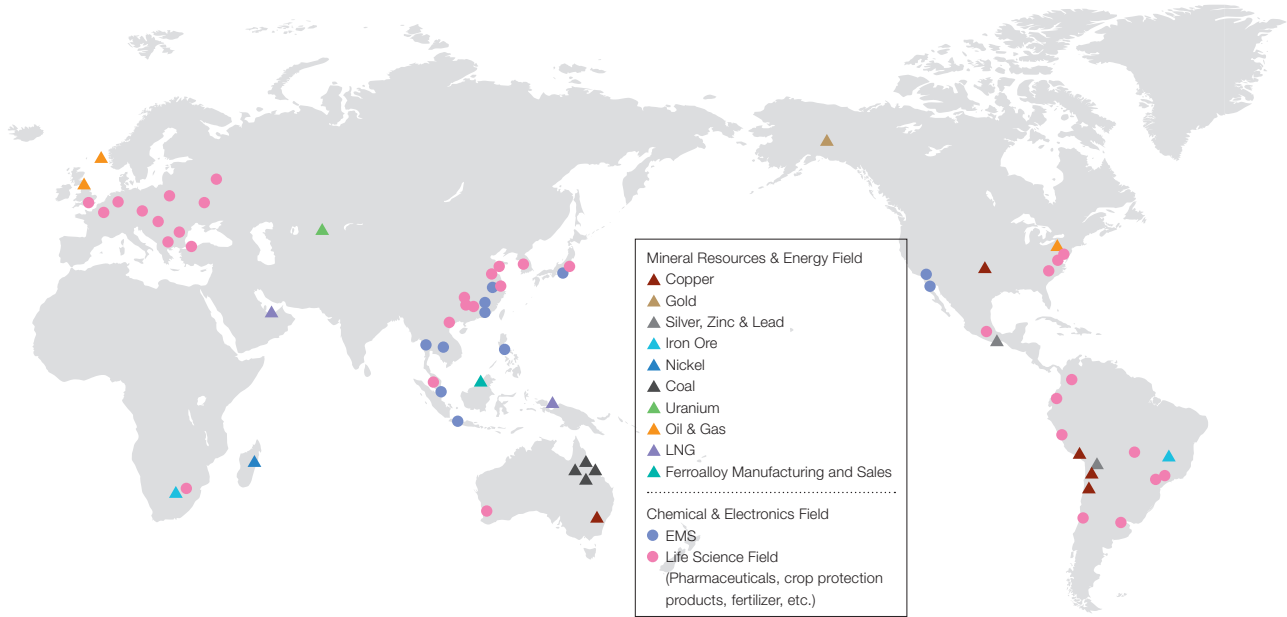 Mineral Resources & Energy Field
Copper
Gold
Silver, Zinc & Lead
Iron Ore
Nickel
Coal
Uranium
Oil & Gas
LNG
Ferroalloy Manufacturing and Sales
Chemical & Electronics Field
EMS
Life Science Field
(Pharmaceuticals, crop protection
products, fertilizer, etc.)